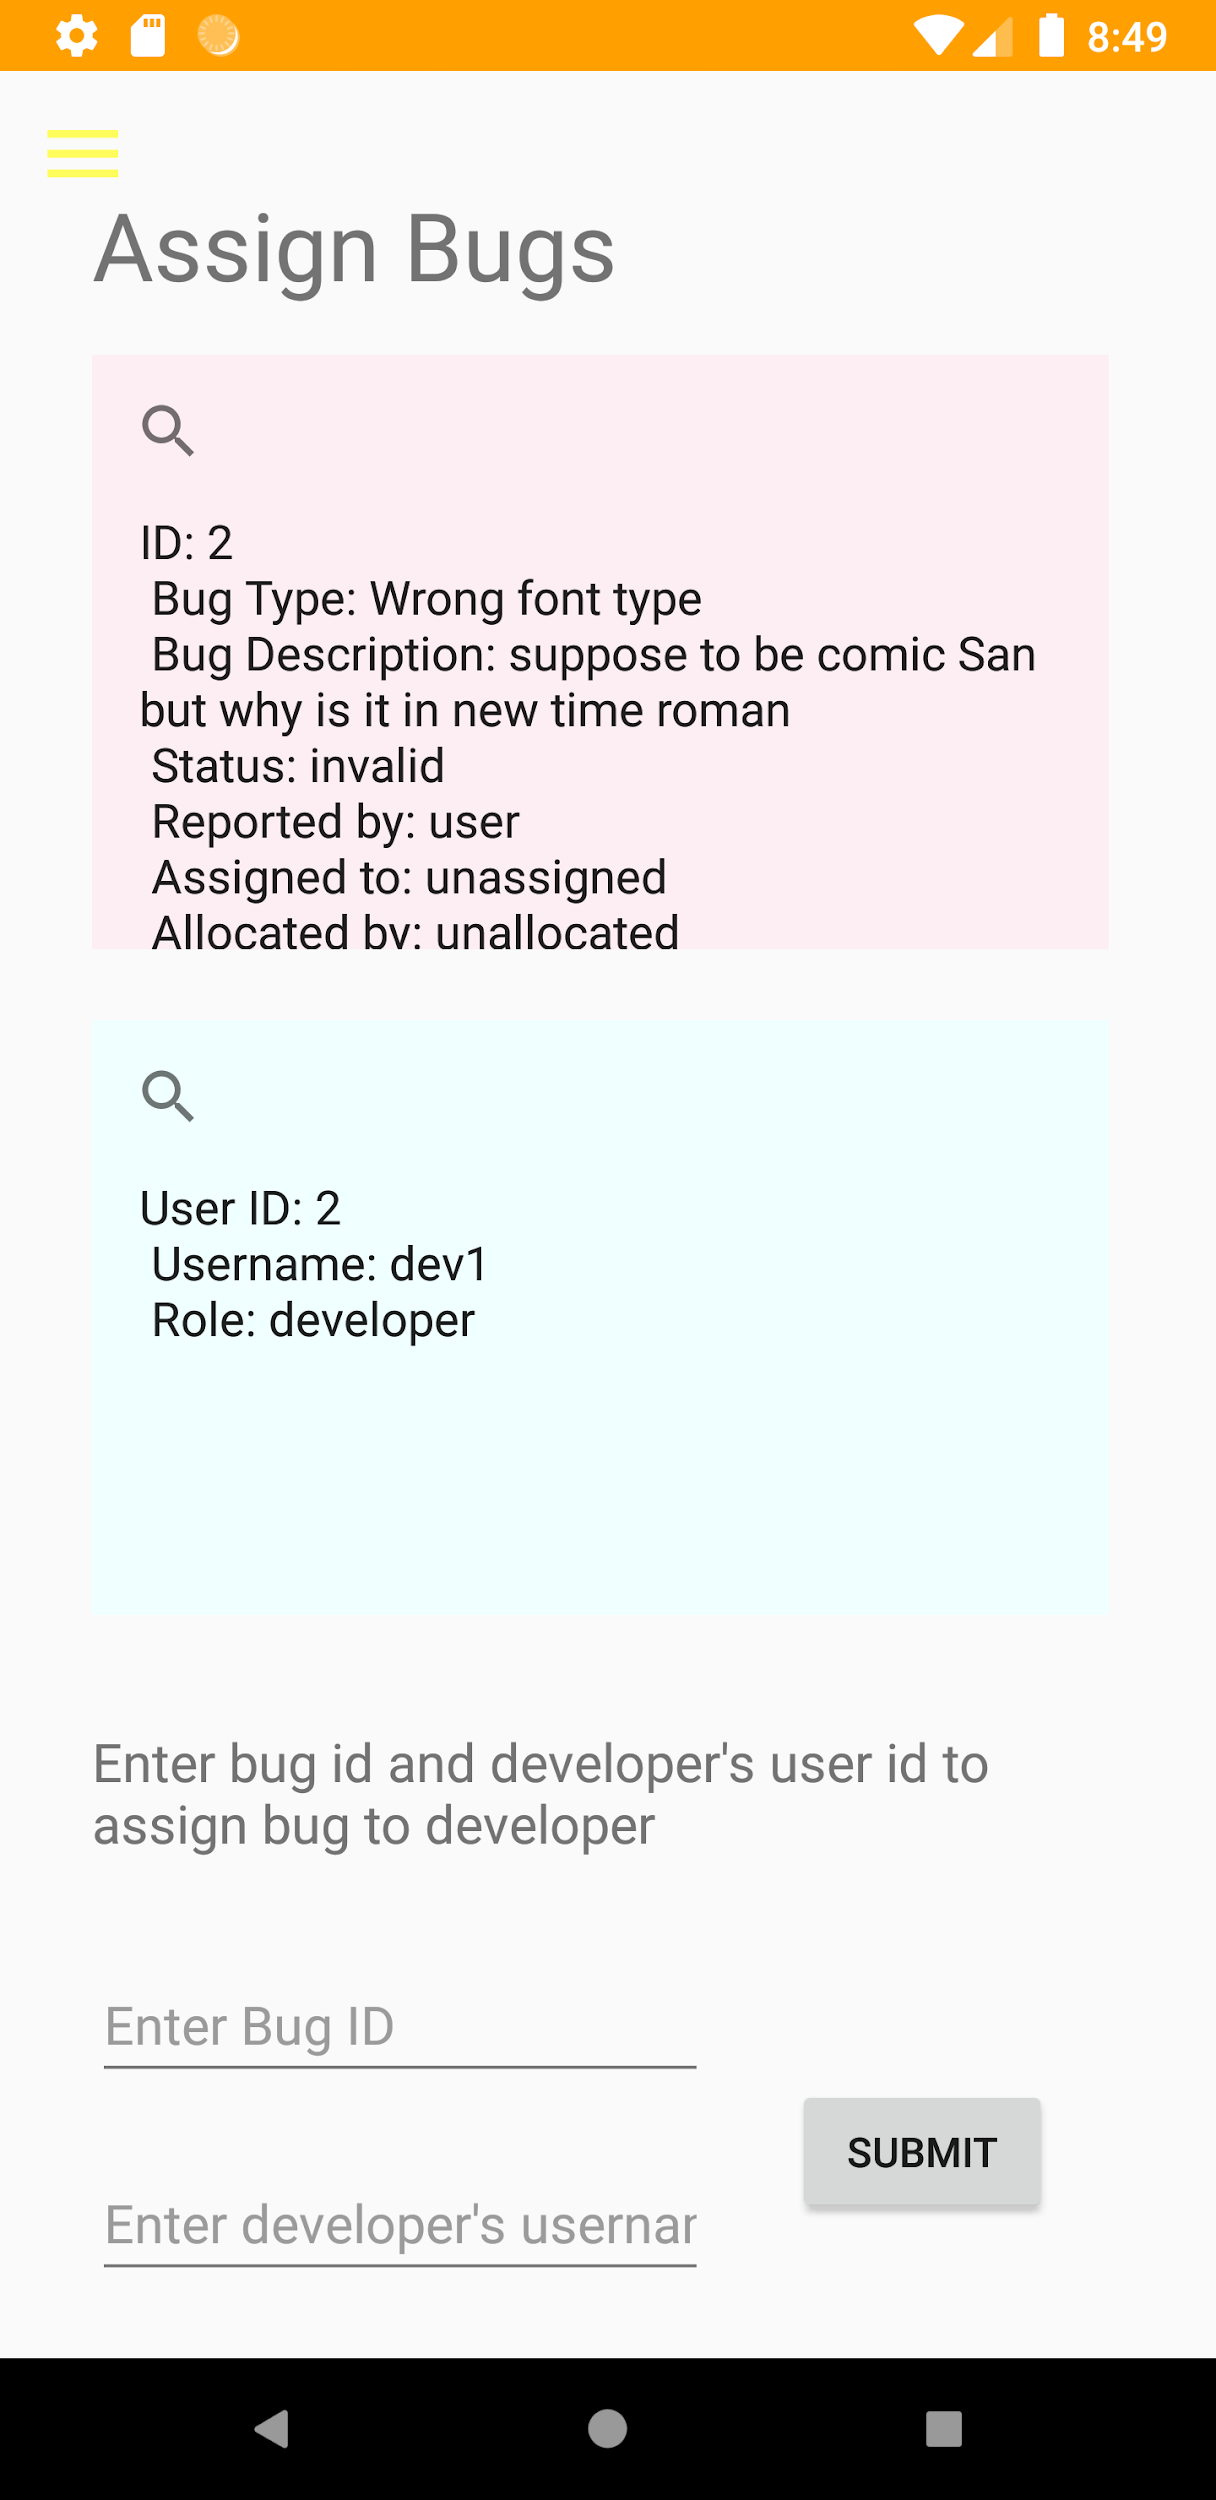 8:49
Assign Bugs
ID: 2
Bug Type: Wrong font type
Bug Description: suppose to be comic San
but why is it in new time roman
Status: invalid
Reported by: user
Assigned to: unassigned
Allocated by: unallocated
User ID: 2
Username: dev1
Role: developer
Enter bug id and developer's user id to
assign bug to developer
Enter Bug ID
SUBMIT
Enter developer's usernar